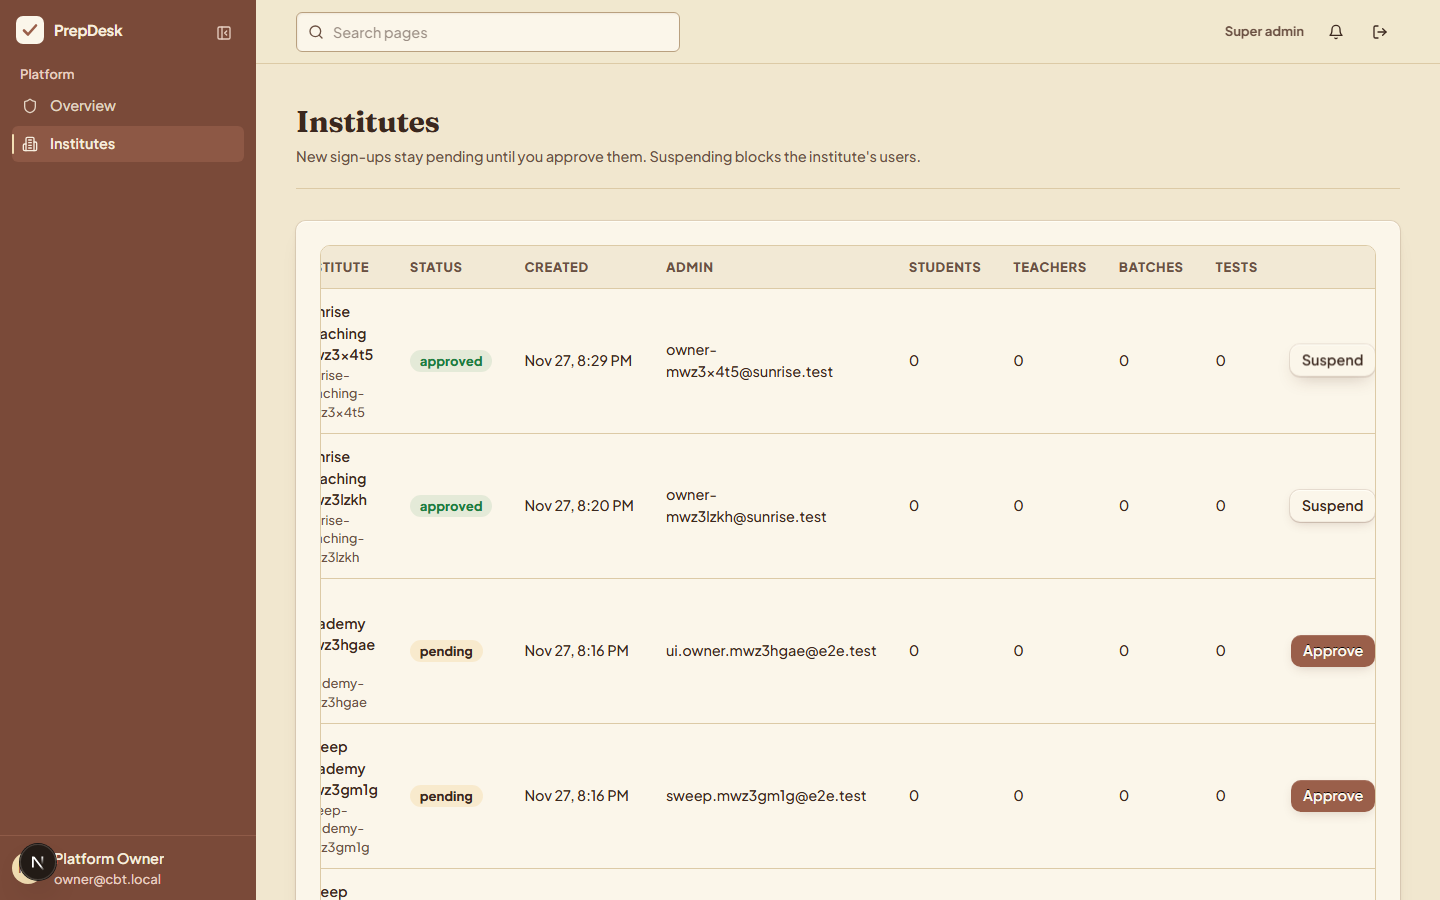 PrepDesk
Search pages
Super admin
Platform
Overview
Institutes
Institutes
New sign-ups stay pending until you approve them. Suspending blocks the institute's users.
TITUTE STATUS CREATED ADMIN STUDENTS TEACHERS BATCHES TESTS
nrise
aching
vz3x4t5
rise-
ching-
z3x4t5
approved
Nov 27, 8:29 PM
owner-
mwz3x4t5@sunrise.test
0 0 0 0
Suspend
nrise
aching
vz3lzkh
rise-
ching-
z3lzkh
approved
Nov 27, 8:20 PM
owner-
mwz3lzkh@sunrise.test
0 0 0 0
Suspend
ademy
vz3hgae
demy-
z3hgae
pending
Nov 27, 8:16 PM
ui.owner.mwz3hgae@e2e.test
0 0 0 0
Approve
eep
ademy
vz3gm1g
eep-
demy-
z3gm1g
pending
Nov 27, 8:16 PM
sweep.mwz3gm1g@e2e.test
0 0 0 0
Approve
eep
N
Platform Owner
owner@cbt.local